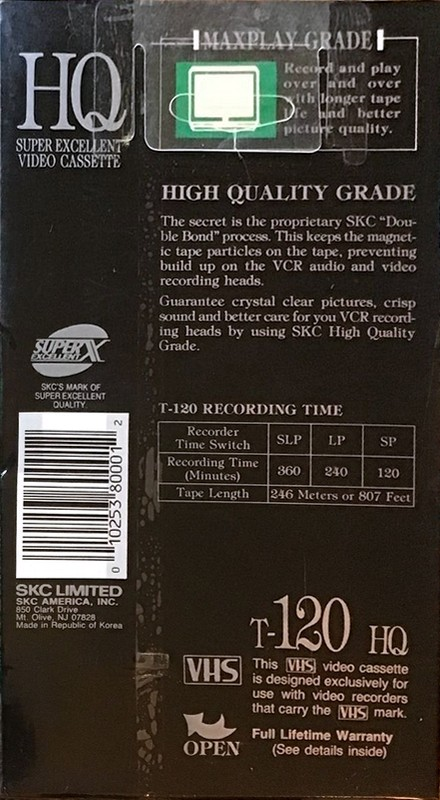 HQ
SUPER EXCELLENT
VIDEO CASSETTE
MAXPLAY GRADE
Record and play
over and over
with longer tape
life and better
picture quality.
HIGH QUALITY GRADE
The secret is the proprietary SKC “Dou-
ble Bond” process. This keeps the magnet-
ic tape particles on the tape, preventing
build up on the VCR audio and video
recording heads.
Guarantee crystal clear pictures, crisp
sound and better care for you VCR record-
ing heads by using SKC High Quality
Grade.
SUPER X
EXCELLENT
SKC'S MARK OF
SUPER EXCELLENT
QUALITY.
0 10253 80001 2
SKC LIMITED
SKC AMERICA, INC.
850 Clark Drive
Mt. Olive, NJ 07828
Made in Republic of Korea
T-120 RECORDING TIME
Recorder
Time Switch SLP LP SP
Recording Time
(Minutes) 360 240 120
Tape Length 246 Meters or 807 Feet
T-120 HQ
VHS
This VHS video cassette
is designed exclusively for
use with video recorders
that carry the VHS mark.
OPEN
Full Lifetime Warranty
(See details inside)